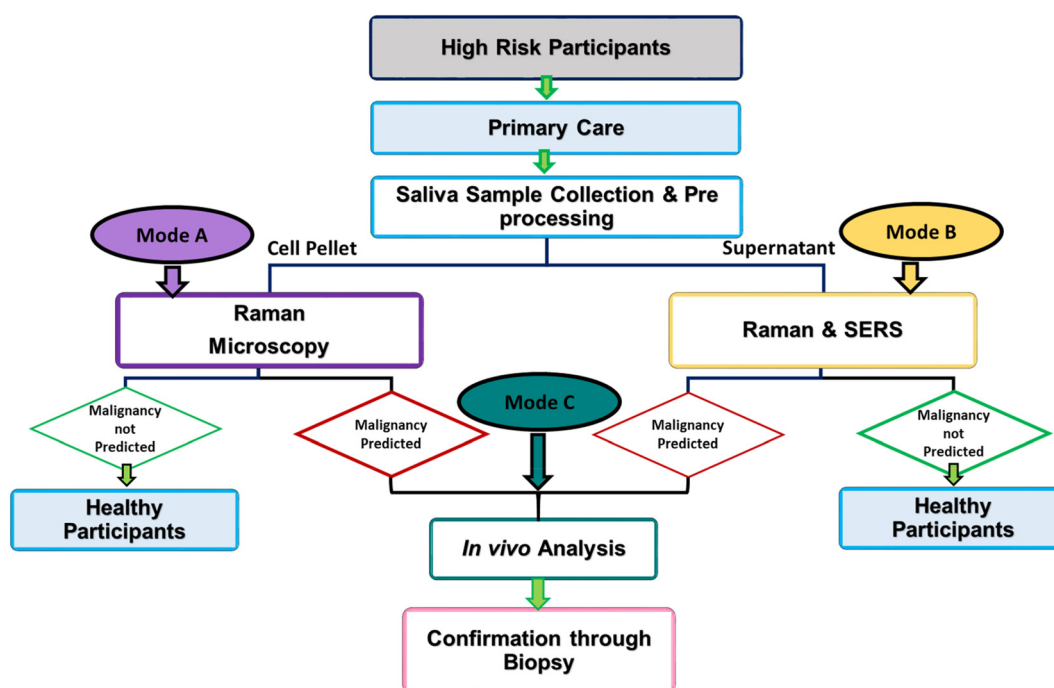 High Risk Participants
Primary Care
Saliva Sample Collection & Pre
processing
Mode A
Mode B
Cell Pellet
Supernatant
Raman
Microscopy
Raman & SERS
Mode C
Malignancy
not
Predicted
Malignancy
Predicted
Malignancy
Predicted
Malignancy
not
Predicted
Healthy
Participants
Healthy
Participants
In vivo Analysis
Confirmation through
Biopsy